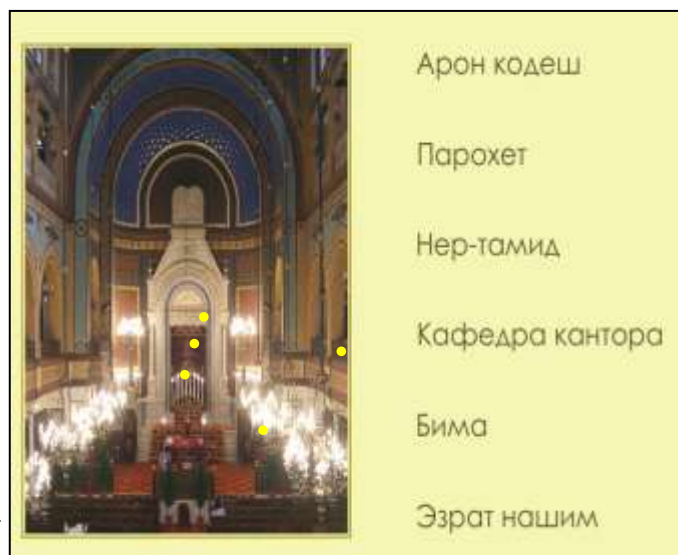 Арон кодеш
Парохет
Нер-тамид
Кафедра кантора
Бима
Эзрат нашим